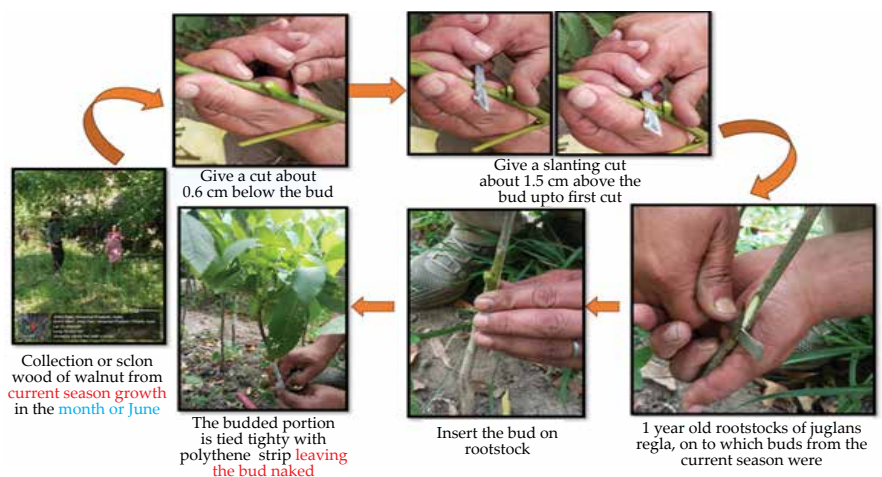 Collection or sclon
wood of walnut from
current season growth
in the month or June
Give a cut about
0.6 cm below the bud
Give a slanting cut
about 1.5 cm above the
bud upto first cut
1 year old rootstocks of juglans
regla, on to which buds from the
current season were
Insert the bud on
rootstock
The budded portion
is tied tighty with
polythene strip leaving
the bud naked